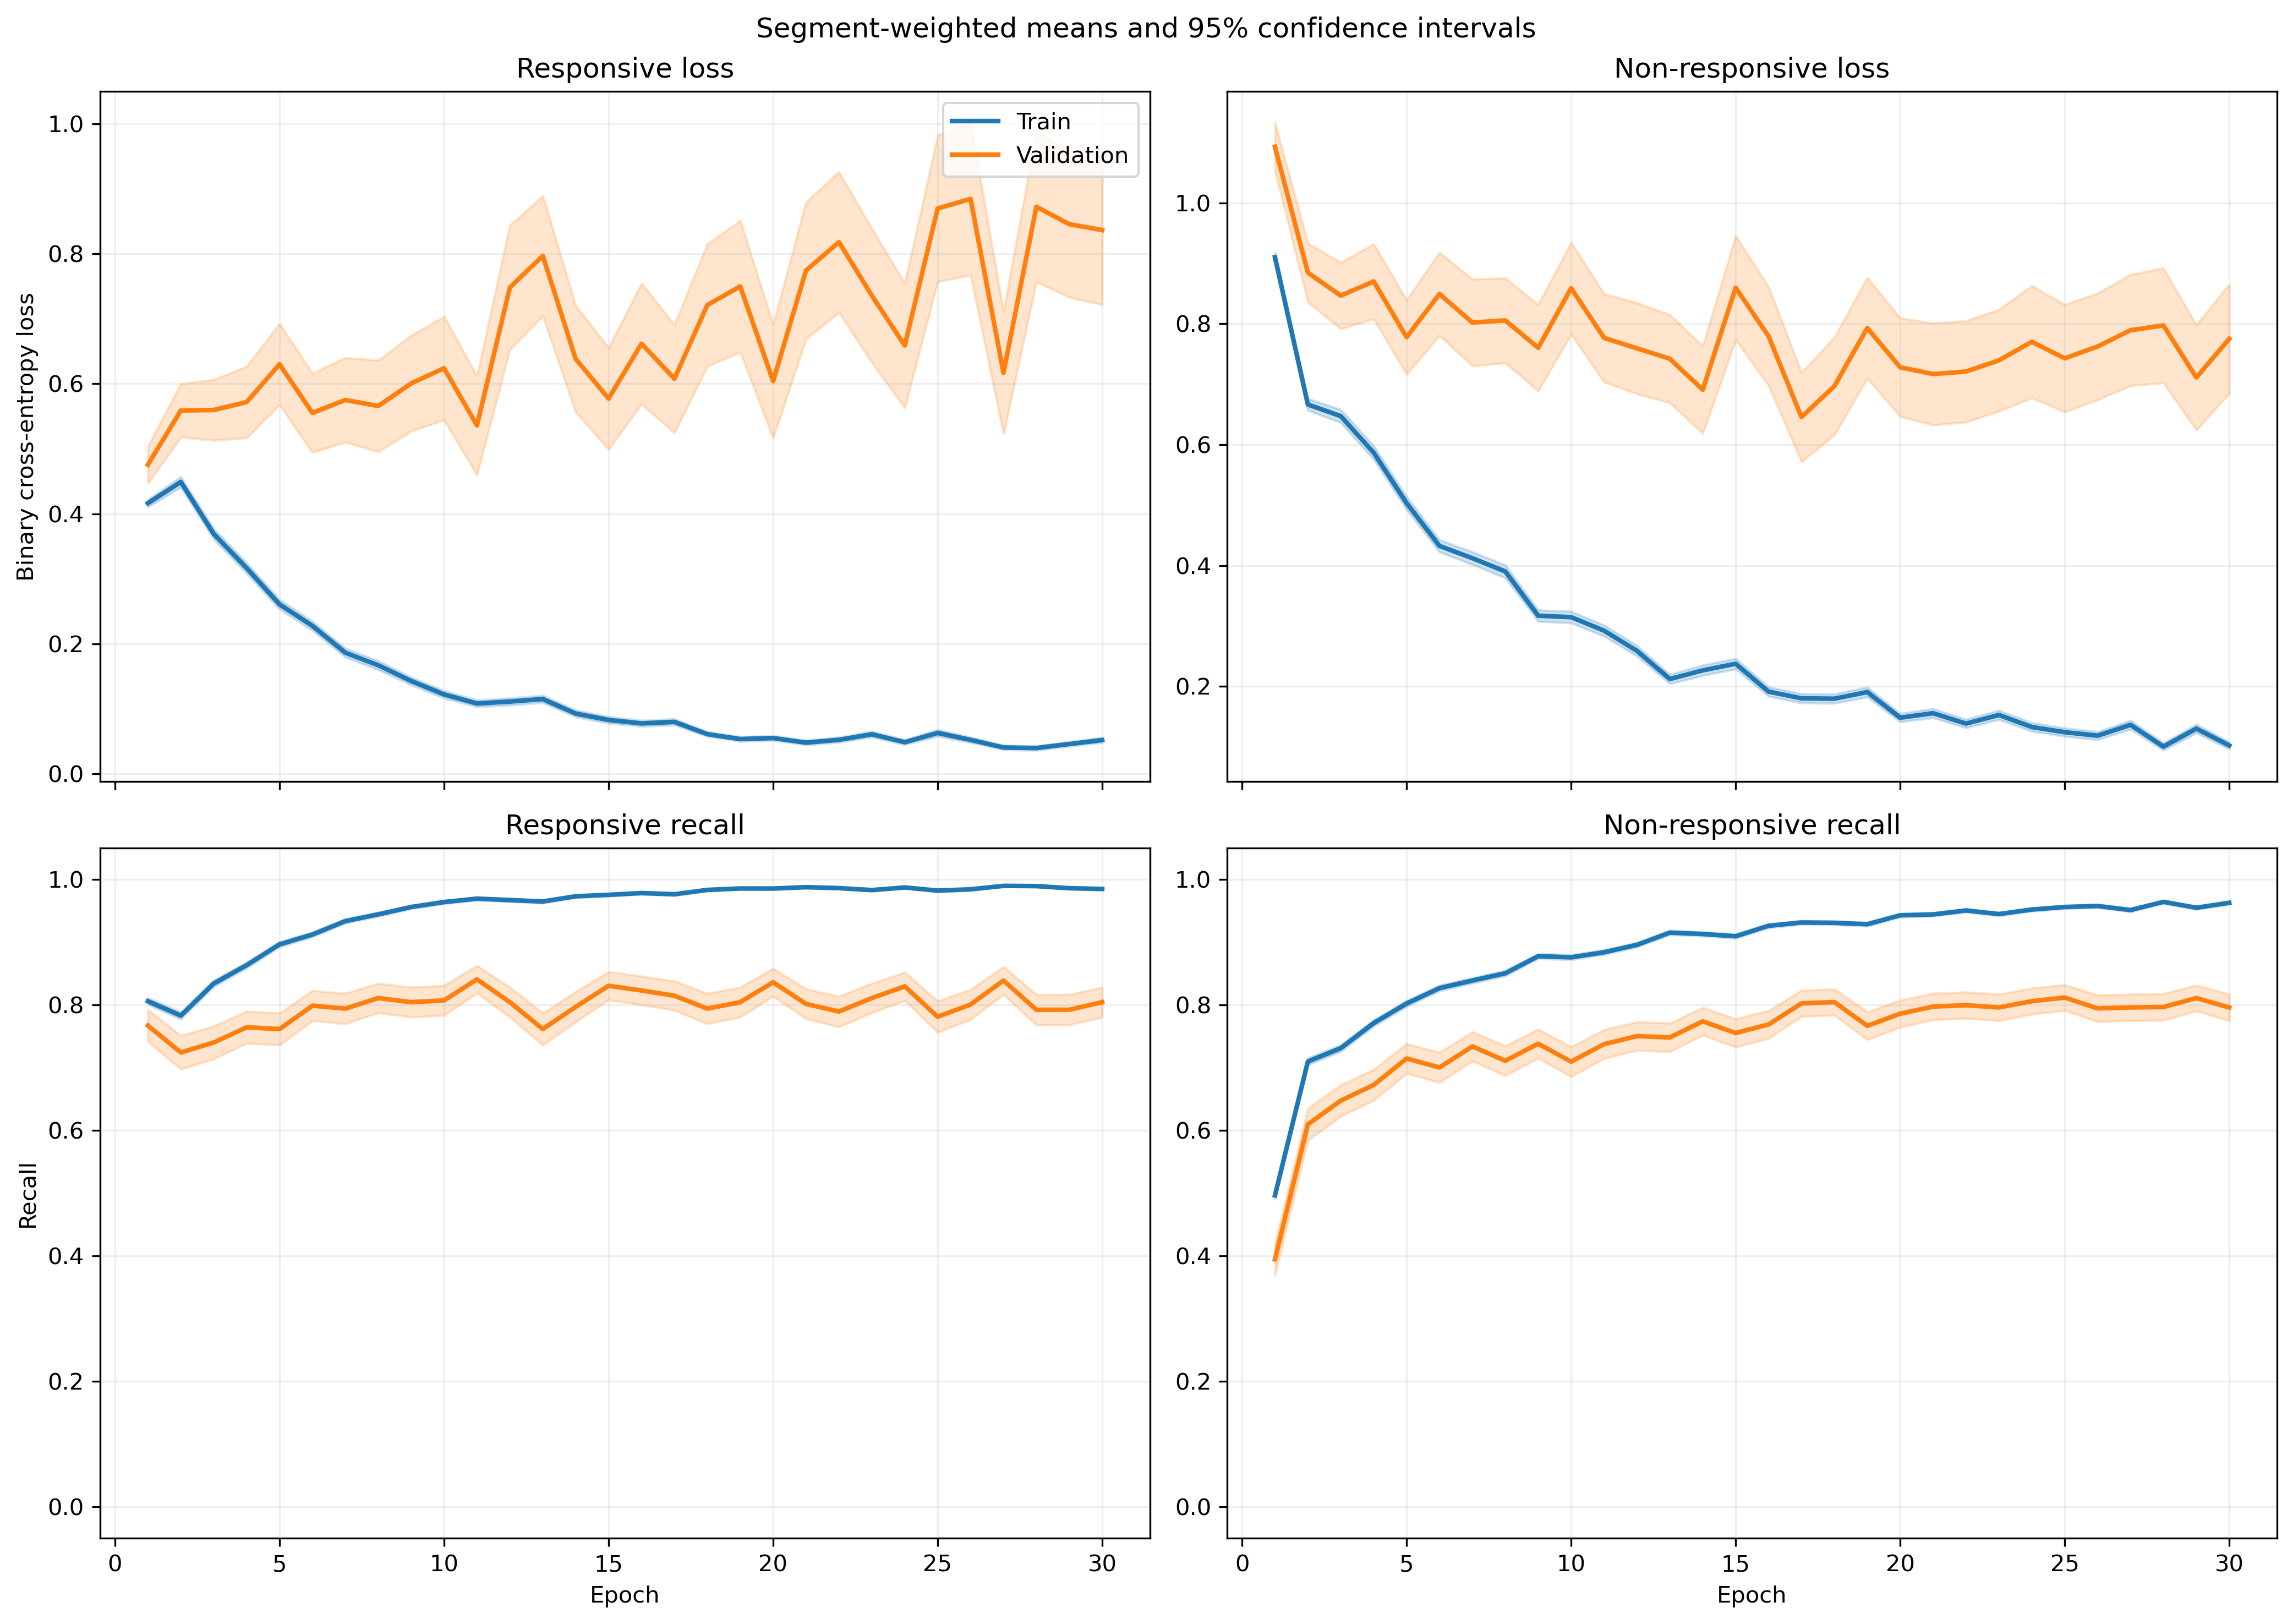 Segment-weighted means and 95% confidence intervals
Responsive loss
Non-responsive loss
Train
Validation
1.0
0.8
0.6
0.4
0.2
0.0
Binary cross-entropy loss
1.0
0.8
0.6
0.4
0.2
Responsive recall
Non-responsive recall
1.0
0.8
0.6
0.4
0.2
0.0
Recall
1.0
0.8
0.6
0.4
0.2
0.0
0 5 10 15 20 25 30
Epoch
0 5 10 15 20 25 30
Epoch